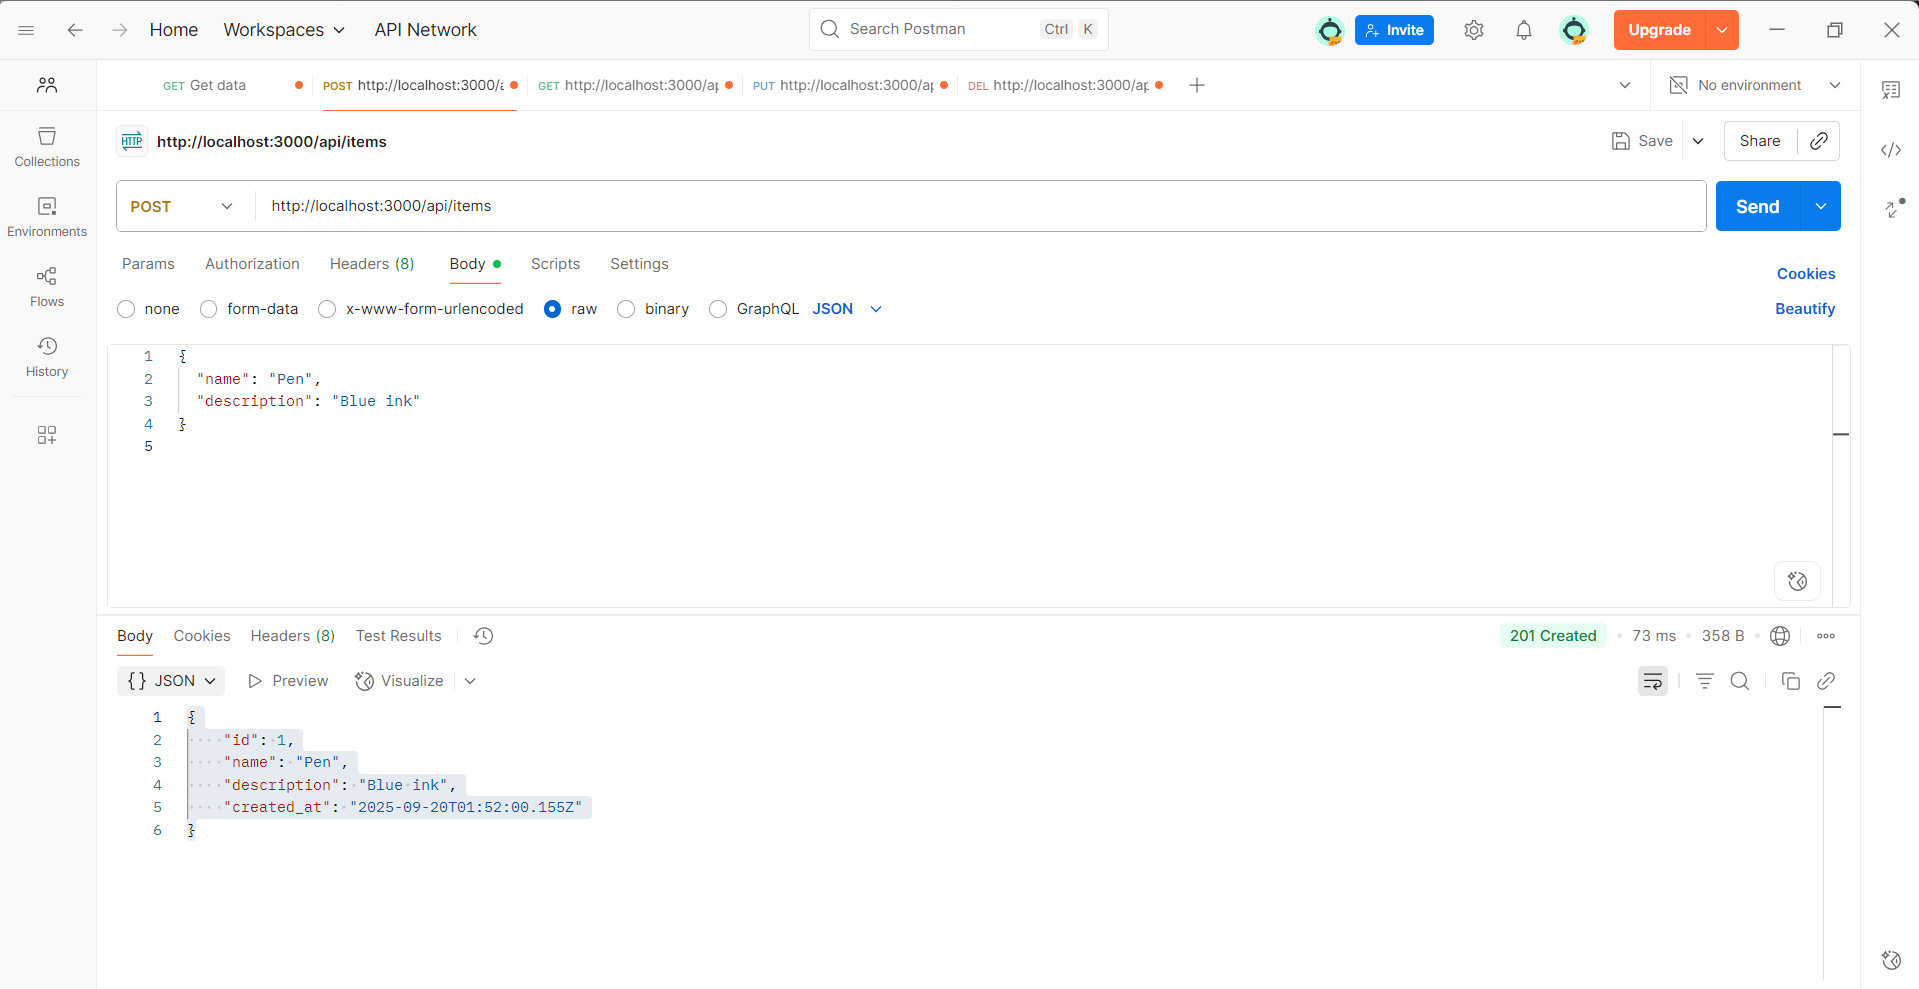 Home Workspaces API Network Search Postman Ctrl K Invite Upgrade
GET Get data POST http://localhost:3000/a GET http://localhost:3000/ap PUT http://localhost:3000/ap DEL http://localhost:3000/ap No environment
HTTP http://localhost:3000/api/items Save Share
Collections
POST http://localhost:3000/api/items Send
Environments
Params Authorization Headers (8) Body Scripts Settings Cookies
Flows
none form-data x-www-form-urlencoded raw binary GraphQL JSON Beautify
History
1 {
2 "name": "Pen",
3 "description": "Blue ink"
4 }
5
Body Cookies Headers (8) Test Results 201 Created 73 ms 358 B
{} JSON Preview Visualize
1 {
2 "id": 1,
3 "name": "Pen",
4 "description": "Blue ink",
5 "created_at": "2025-09-20T01:52:00.155Z"
6 }